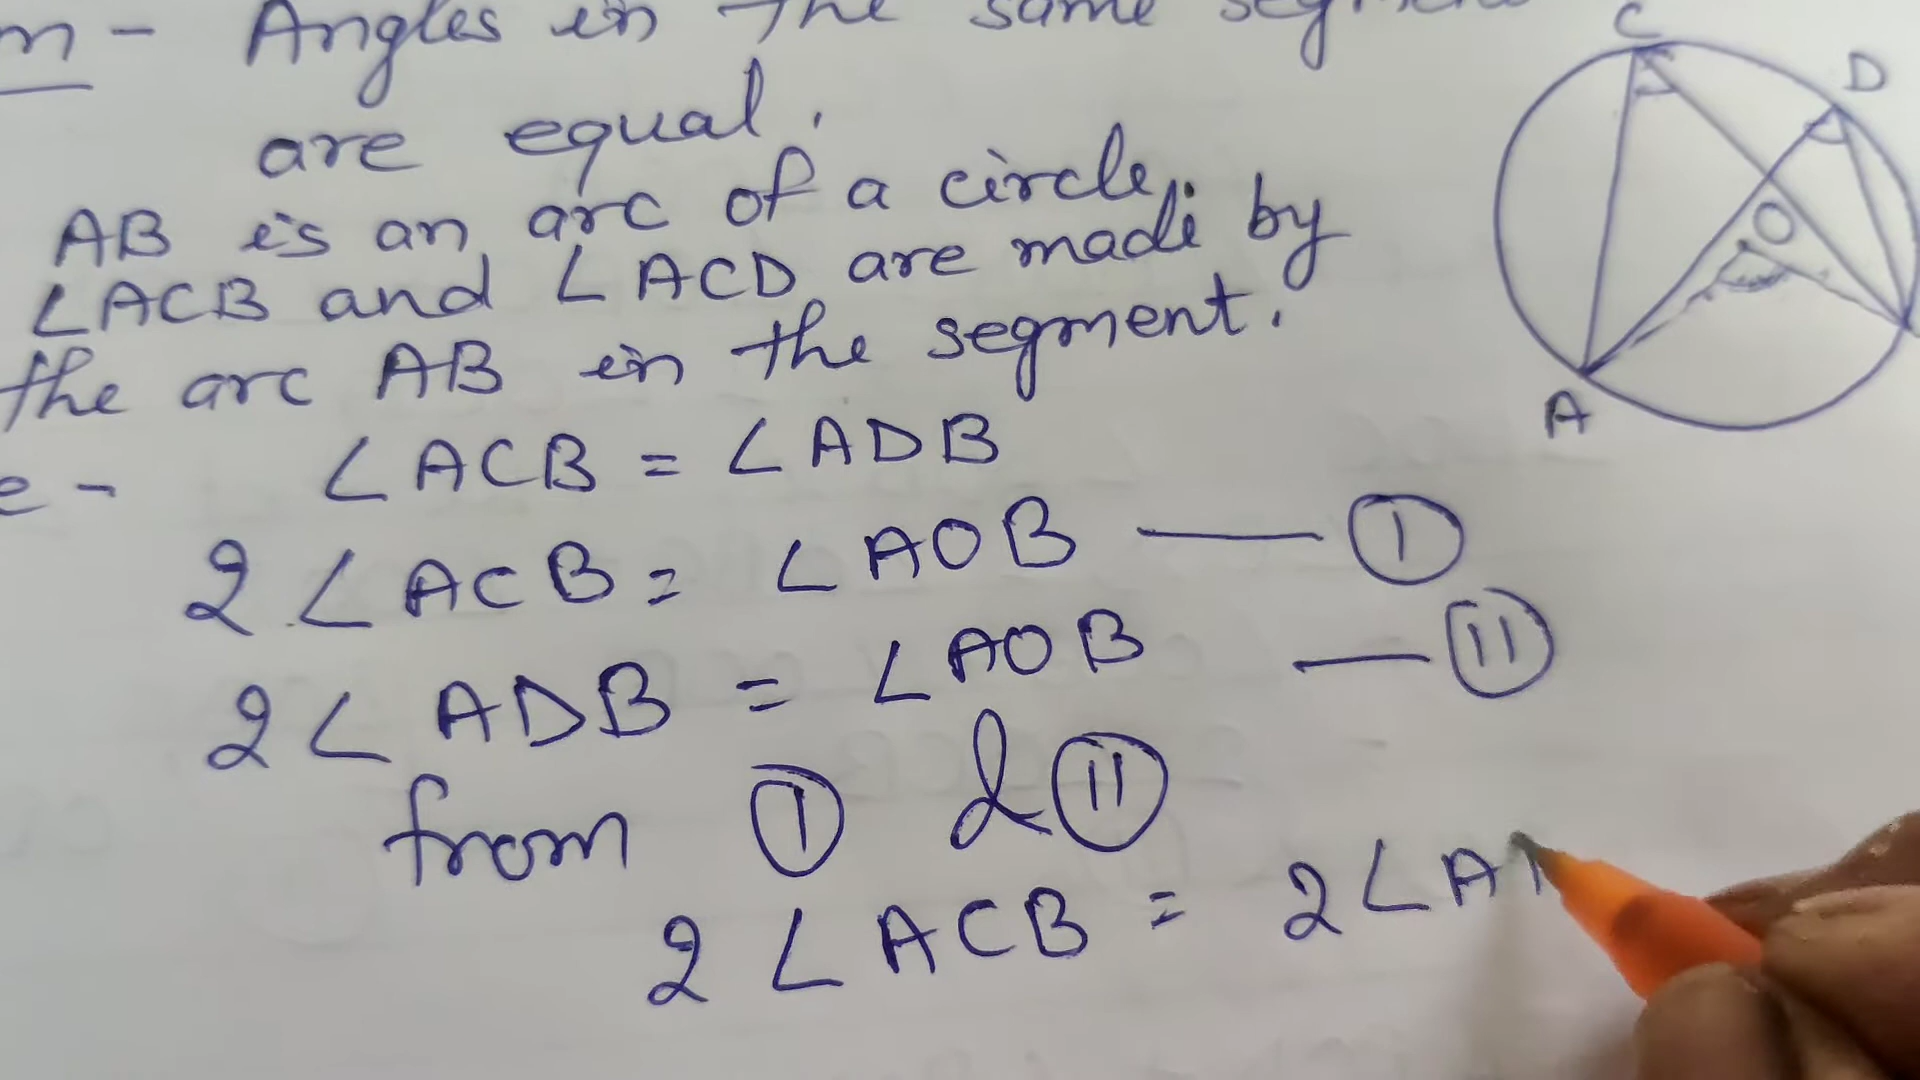 m - Angles in the same segment
are equal.
AB is an arc of a circle,
∠ACB and ∠ACD are made by
the arc AB in the segment.
e - ∠ACB = ∠ADB
2 ∠ACB = ∠AOB — I
2 ∠ADB = ∠AOB — II
from I & II
2 ∠ACB = 2 ∠A
C
D
O
A